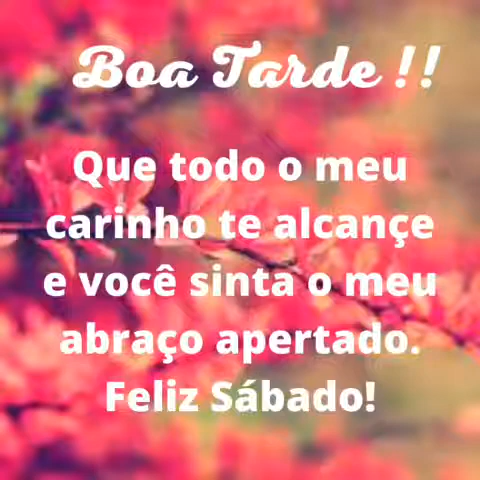 Boa Tarde !!
Que todo o meu
carinho te alcançe
e você sinta o meu
abraço apertado.
Feliz Sábado!